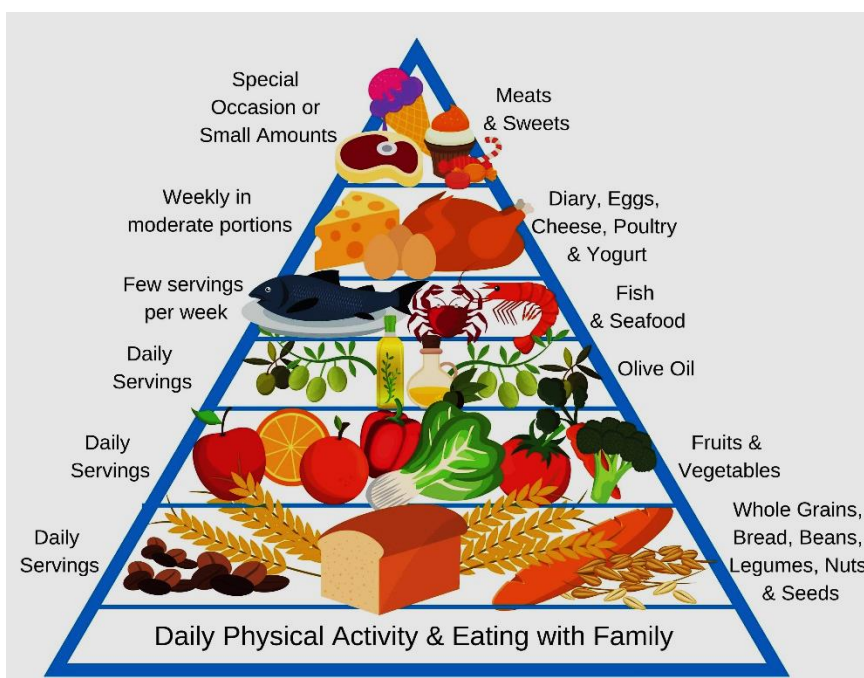 Special
Occasion or
Small Amounts
Meats
& Sweets
Weekly in
moderate portions
Diary, Eggs,
Cheese, Poultry
& Yogurt
Few servings
per week
Fish
& Seafood
Daily
Servings
Olive Oil
Daily
Servings
Fruits &
Vegetables
Daily
Servings
Whole Grains,
Bread, Beans,
Legumes, Nuts
& Seeds
Daily Physical Activity & Eating with Family